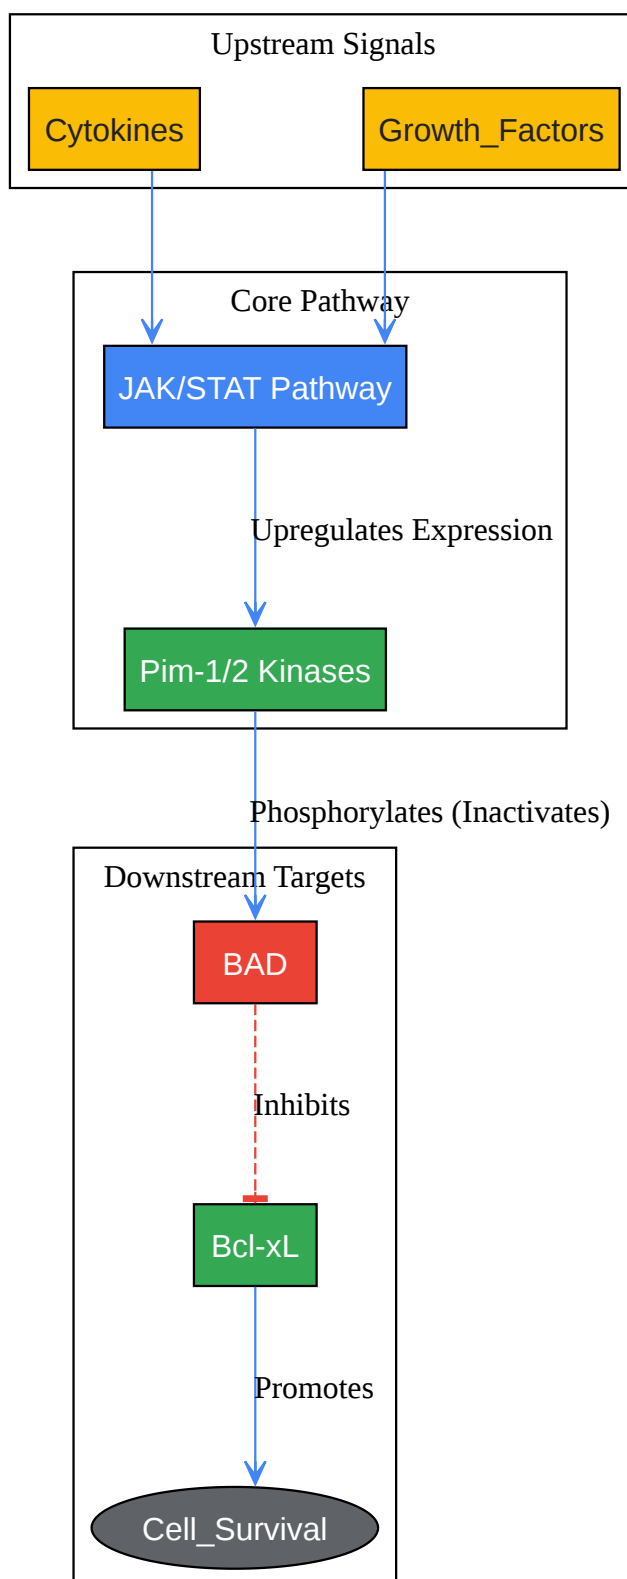 Upstream Signals
Cytokines
Growth_Factors
Core Pathway
JAK/STAT Pathway
Upregulates Expression
Pim-1/2 Kinases
Phosphorylates (Inactivates)
Downstream Targets
BAD
Inhibits
Bcl-xL
Promotes
Cell_Survival